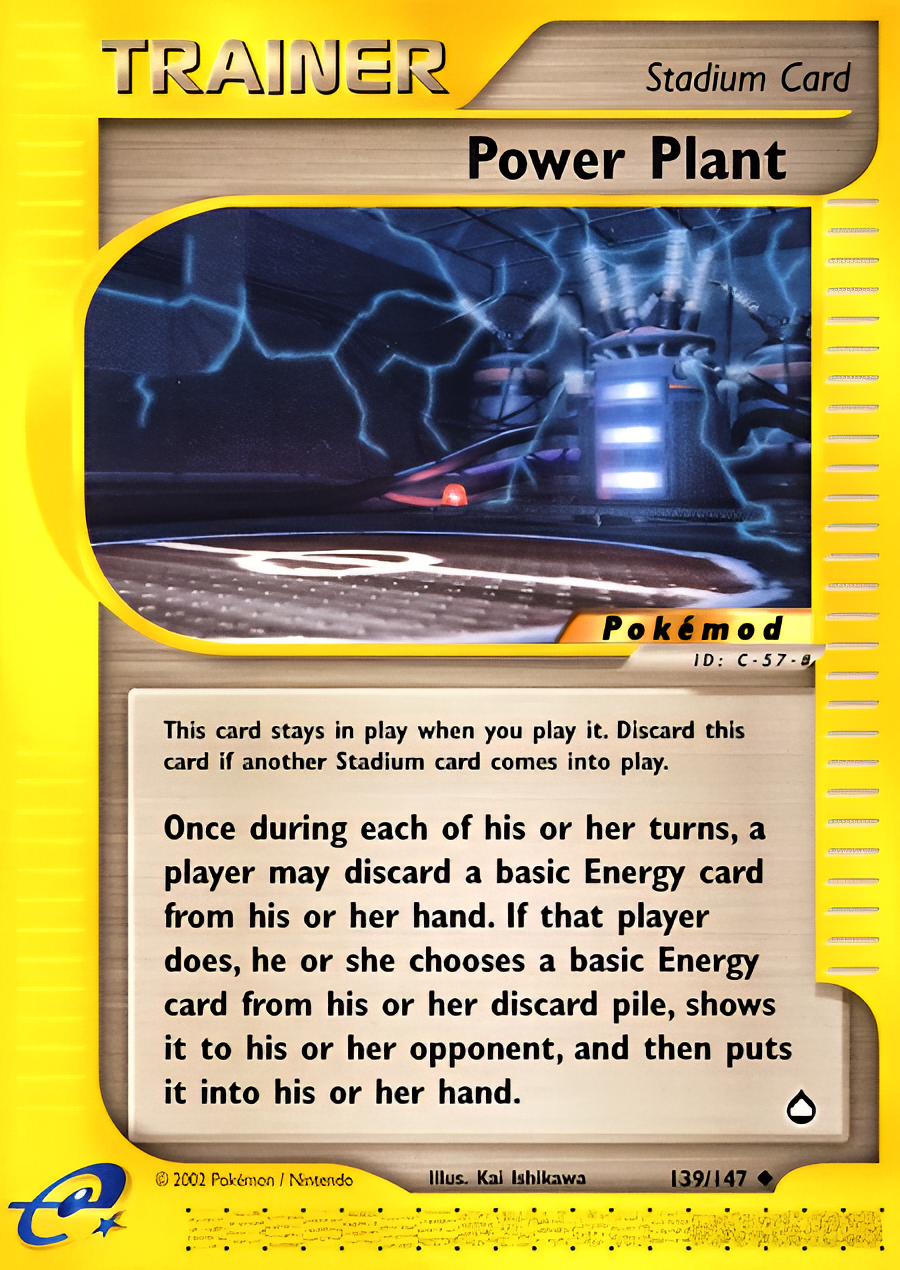 TRAINER
Stadium Card
Power Plant
Pokémod
ID: C-57-#
This card stays in play when you play it. Discard this
card if another Stadium card comes into play.
Once during each of his or her turns, a
player may discard a basic Energy card
from his or her hand. If that player
does, he or she chooses a basic Energy
card from his or her discard pile, shows
it to his or her opponent, and then puts
it into his or her hand.
© 2002 Pokémon / Nintendo
Illus. Kai Ishikawa
139/147
e